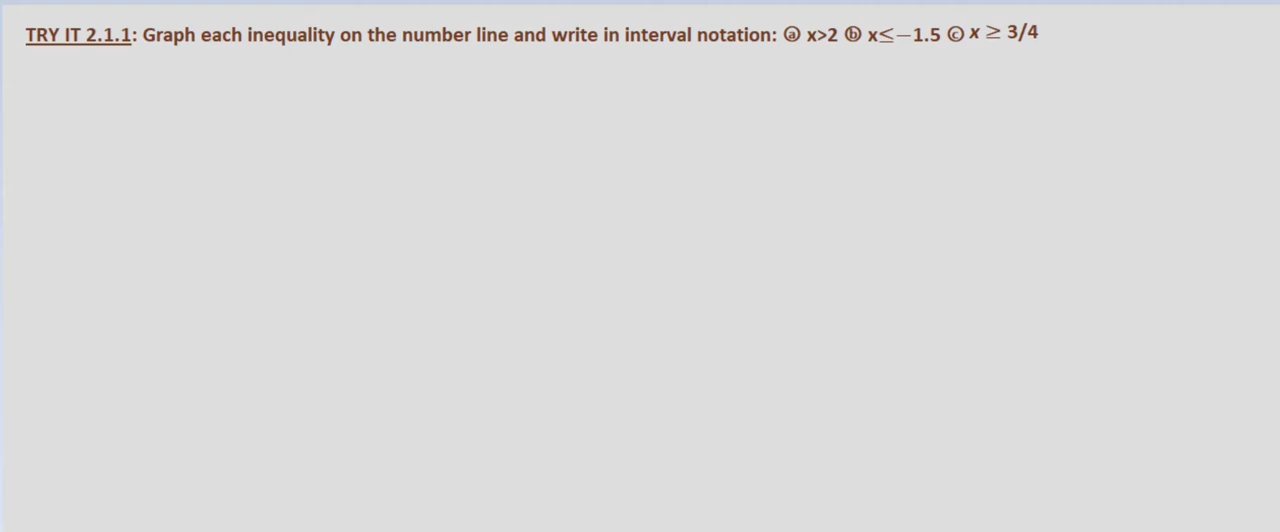 TRY IT 2.1.1: Graph each inequality on the number line and write in interval notation: ⓐ x>2 ⓑ x≤−1.5 ⓒ x ≥ 3/4